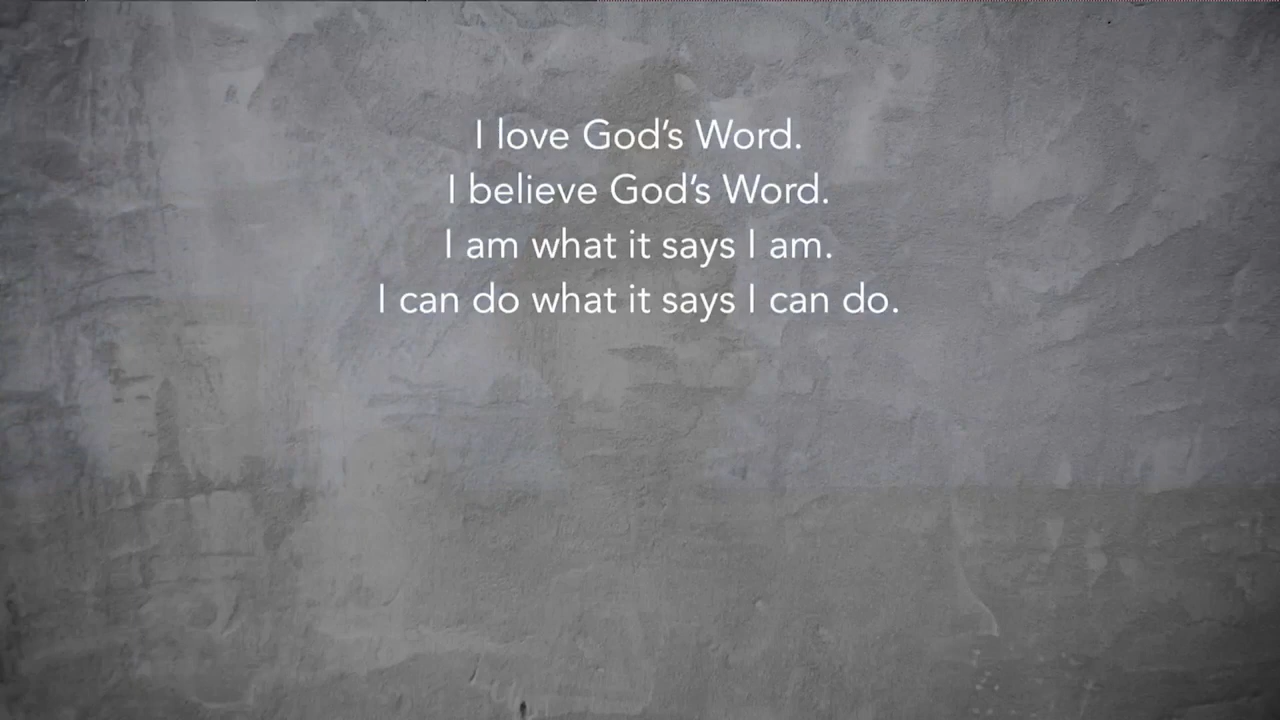 I love God’s Word.
I believe God’s Word.
I am what it says I am.
I can do what it says I can do.